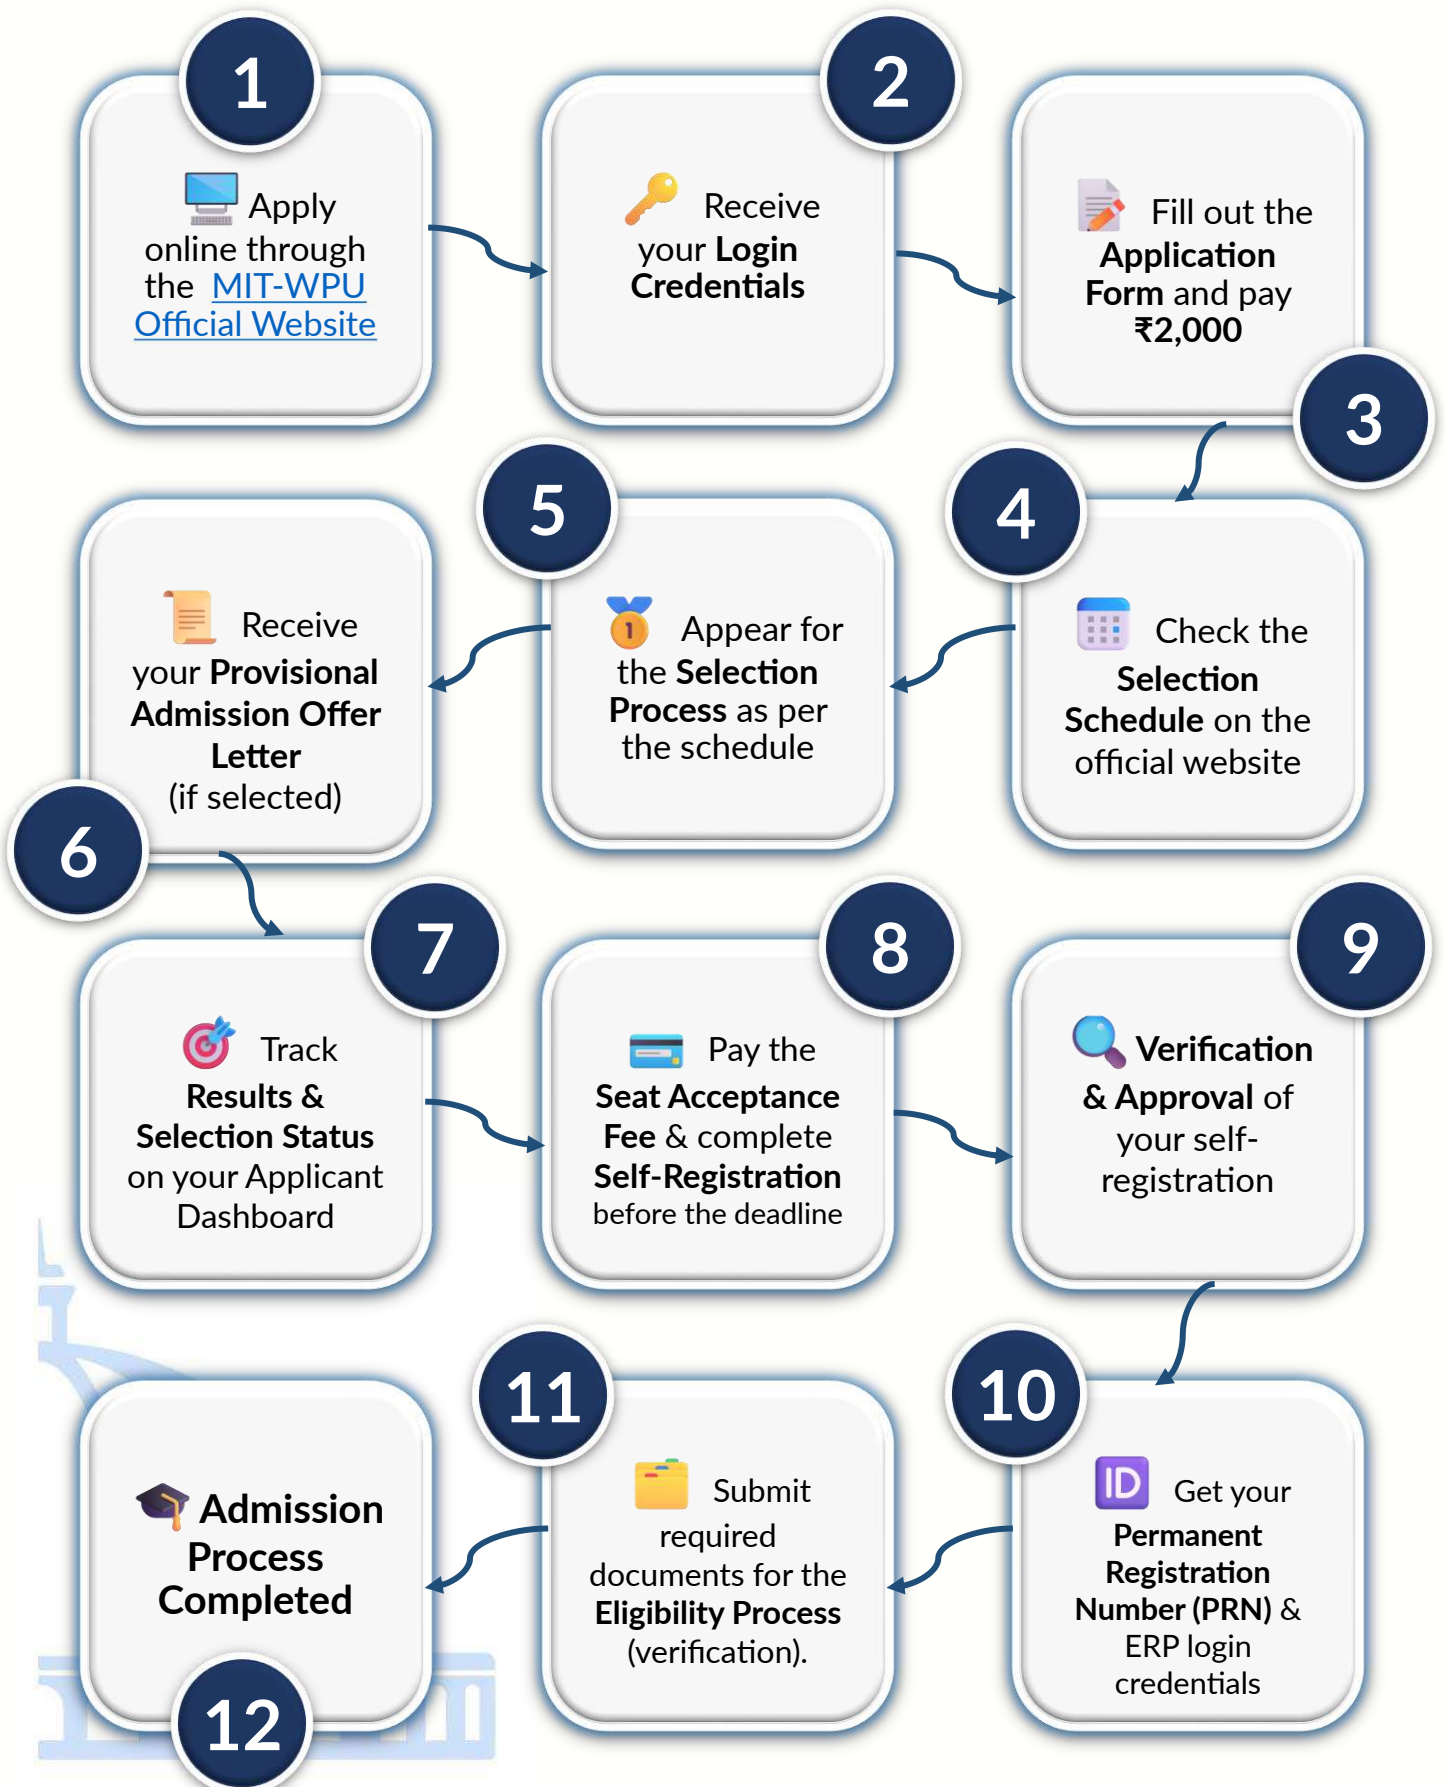 1
Apply
online through
the MIT-WPU
Official Website
2
Receive
your Login
Credentials
Fill out the
Application
Form and pay
₹2,000
3
4
Check the
Selection
Schedule on the
official website
5
Appear for
the Selection
Process as per
the schedule
Receive
your Provisional
Admission Offer
Letter
(if selected)
6
7
Track
Results &
Selection Status
on your Applicant
Dashboard
8
Pay the
Seat Acceptance
Fee & complete
Self-Registration
before the deadline
9
Verification
& Approval of
your self-
registration
10
ID
Get your
Permanent
Registration
Number (PRN) &
ERP login
credentials
11
Submit
required
documents for the
Eligibility Process
(verification).
Admission
Process
Completed
12